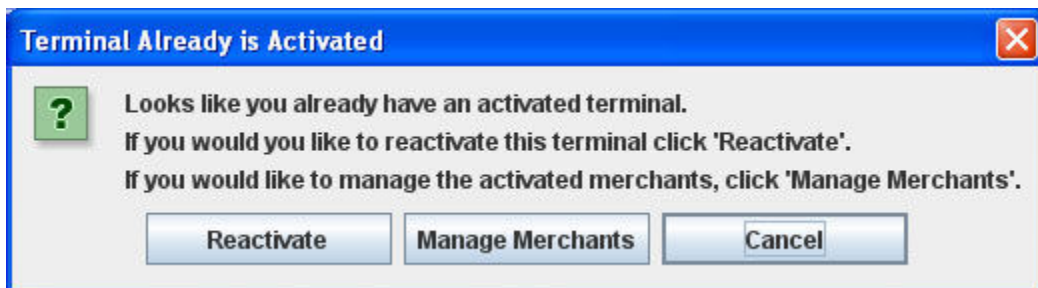 Terminal Already is Activated
?
Looks like you already have an activated terminal.
If you would you like to reactivate this terminal click 'Reactivate'.
If you would like to manage the activated merchants, click 'Manage Merchants'.
Reactivate Manage Merchants Cancel